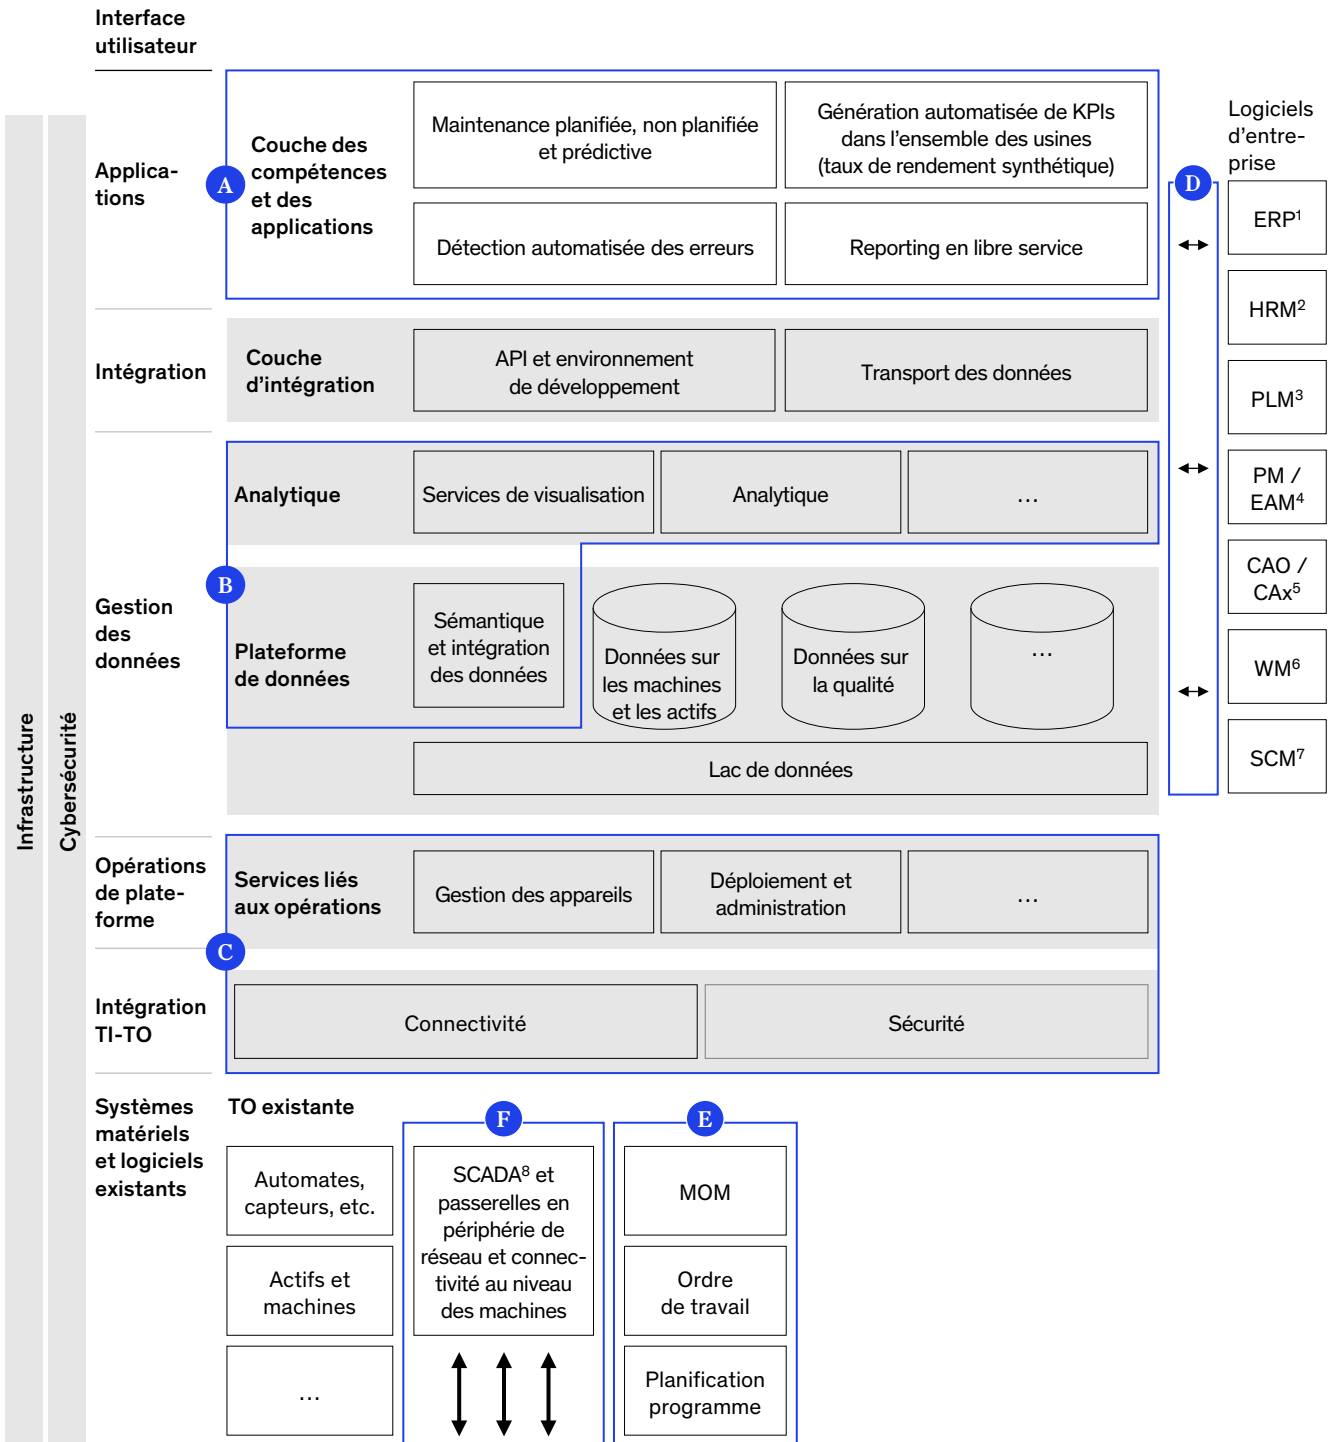 Interface
utilisateur
Applica-
tions
A
Couche des
compétences
et des
applications
Maintenance planifiée, non planifiée
et prédictive
Génération automatisée de KPIs
dans l’ensemble des usines
(taux de rendement synthétique)
Détection automatisée des erreurs
Reporting en libre service
Intégration
Couche
d’intégration
API et environnement
de développement
Transport des données
Gestion
des
données
B
Analytique
Services de visualisation
Analytique
…
Plateforme
de données
Sémantique
et intégration
des données
Données sur
les machines
et les actifs
Données sur
la qualité
…
Lac de données
D
Logiciels
d’entre-
prise
ERP¹
HRM²
PLM³
PM /
EAM⁴
CAO /
CAx⁵
WM⁶
SCM⁷
Infrastructure
Cybersécurité
Opérations
de plate-
forme
Services liés
aux opérations
Gestion des appareils
Déploiement et
administration
…
C
Intégration
TI-TO
Connectivité
Sécurité
Systèmes
matériels
et logiciels
existants
TO existante
Automates,
capteurs, etc.
Actifs et
machines
…
F
SCADA⁸ et
passerelles en
périphérie de
réseau et connec-
tivité au niveau
des machines
E
MOM
Ordre
de travail
Planification
programme